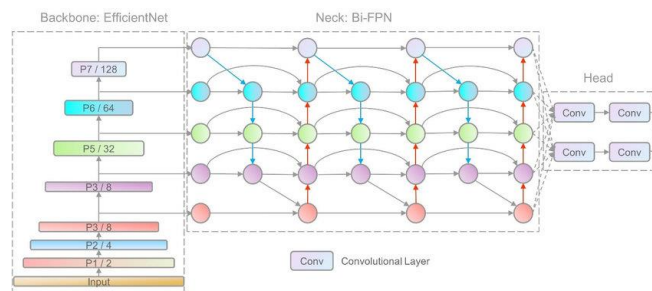 Backbone: EfficientNet
Neck: Bi-FPN
Head
P7 / 128
P6 / 64
P5 / 32
P3 / 8
P3 / 8
P2 / 4
P1 / 2
Input
Conv
Conv
Conv
Conv
Conv
Convolutional Layer